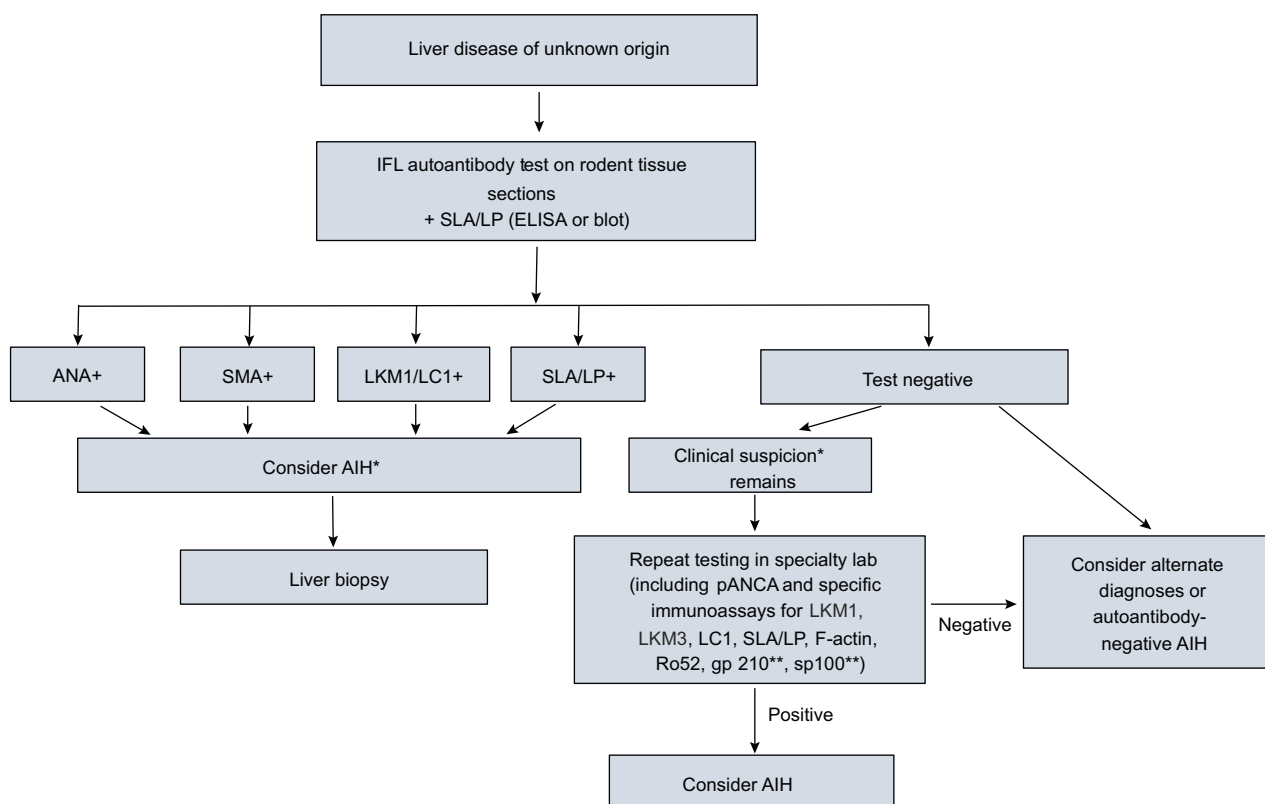 Liver disease of unknown origin
IFL autoantibody test on rodent tissue
sections
+ SLA/LP (ELISA or blot)
ANA+
SMA+
LKM1/LC1+
SLA/LP+
Test negative
Consider AIH*
Clinical suspicion*
remains
Liver biopsy
Repeat testing in specialty lab
(including pANCA and specific
immunoassays for LKM1,
LKM3, LC1, SLA/LP, F-actin,
Ro52, gp 210**, sp100**)
Negative
Consider alternate
diagnoses or
autoantibody-
negative AIH
Positive
Consider AIH